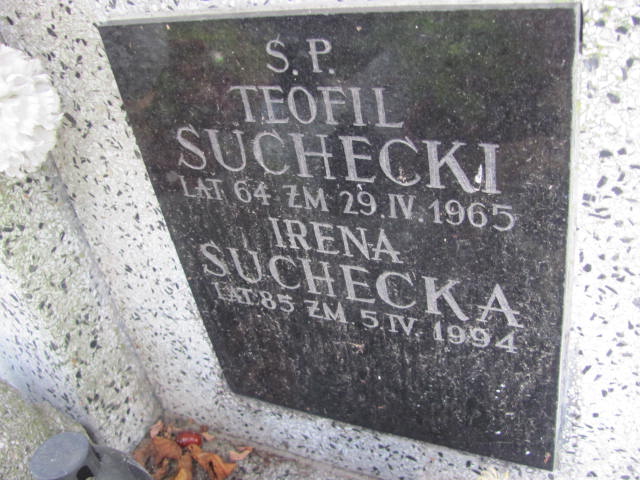 S.P.
TEOFIL
SUCHECKI
LAT 64 ZM 29.IV.1965
IRENA
SUCHECKA
LAT.85 ZM.5.IV.1994